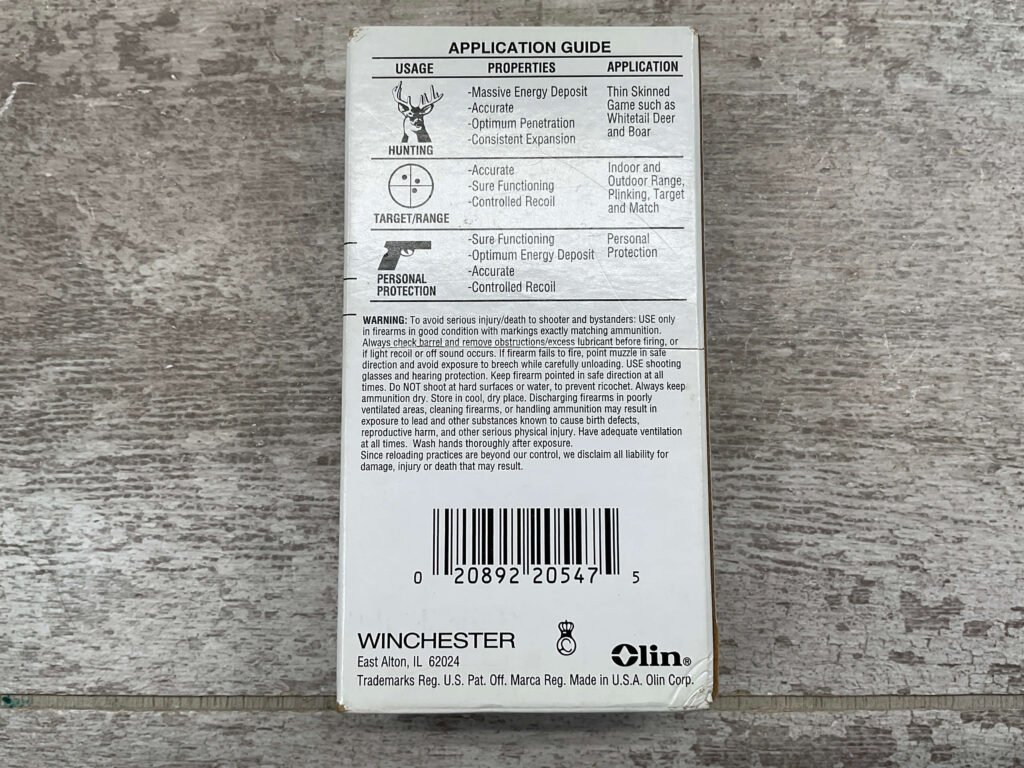 APPLICATION GUIDE
USAGE PROPERTIES APPLICATION
HUNTING
-Massive Energy Deposit
-Accurate
-Optimum Penetration
-Consistent Expansion
Thin Skinned
Game such as
Whitetail Deer
and Boar
TARGET/RANGE
-Accurate
-Sure Functioning
-Controlled Recoil
Indoor and
Outdoor Range,
Plinking, Target
and Match
PERSONAL
PROTECTION
-Sure Functioning
-Optimum Energy Deposit
-Accurate
-Controlled Recoil
Personal
Protection
WARNING: To avoid serious injury/death to shooter and bystanders: USE only
in firearms in good condition with markings exactly matching ammunition.
Always check barrel and remove obstructions/excess lubricant before firing, or
if light recoil or off sound occurs. If firearm fails to fire, point muzzle in safe
direction and avoid exposure to breech while carefully unloading. USE shooting
glasses and hearing protection. Keep firearm pointed in safe direction at all
times. Do NOT shoot at hard surfaces or water, to prevent ricochet. Always keep
ammunition dry. Store in cool, dry place. Discharging firearms in poorly
ventilated areas, cleaning firearms, or handling ammunition may result in
exposure to lead and other substances known to cause birth defects,
reproductive harm, and other serious physical injury. Have adequate ventilation
at all times. Wash hands thoroughly after exposure.
Since reloading practices are beyond our control, we disclaim all liability for
damage, injury or death that may result.
0 20892 20547 5
WINCHESTER
East Alton, IL 62024
Olin®
Trademarks Reg. U.S. Pat. Off. Marca Reg. Made in U.S.A. Olin Corp.